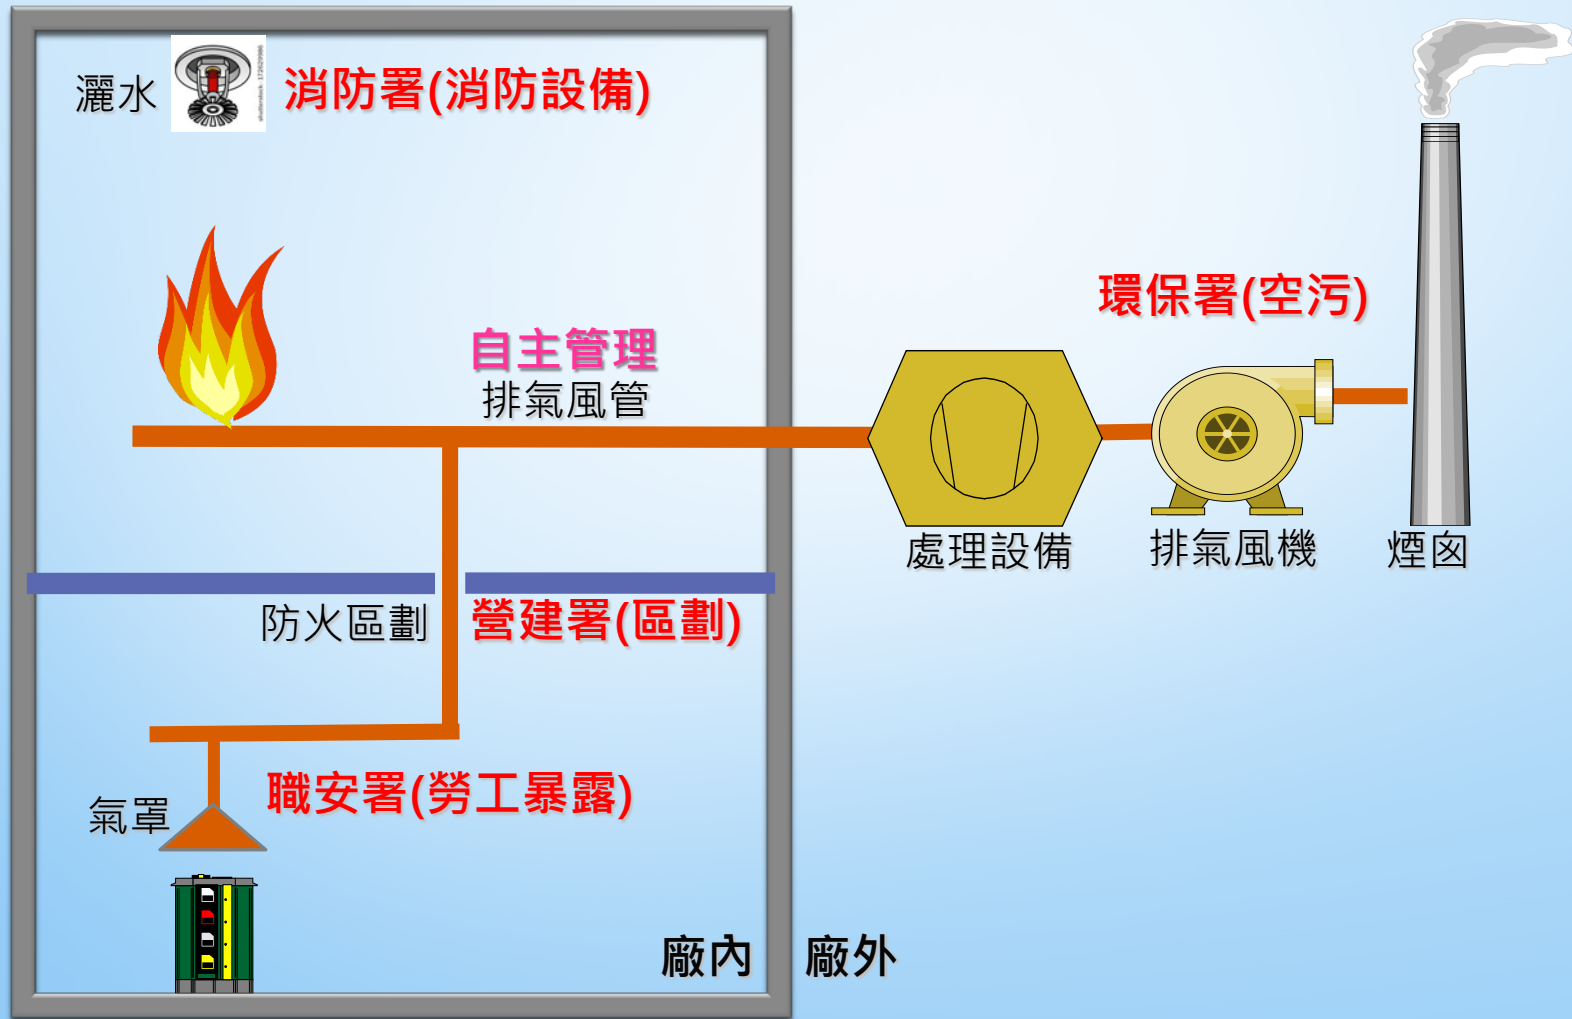 灑水
消防署(消防設備)
shutterstock · 172629986
環保署(空污)
自主管理
排氣風管
處理設備
排氣風機
煙囪
防火區劃
營建署(區劃)
職安署(勞工暴露)
氣罩
廠內
廠外